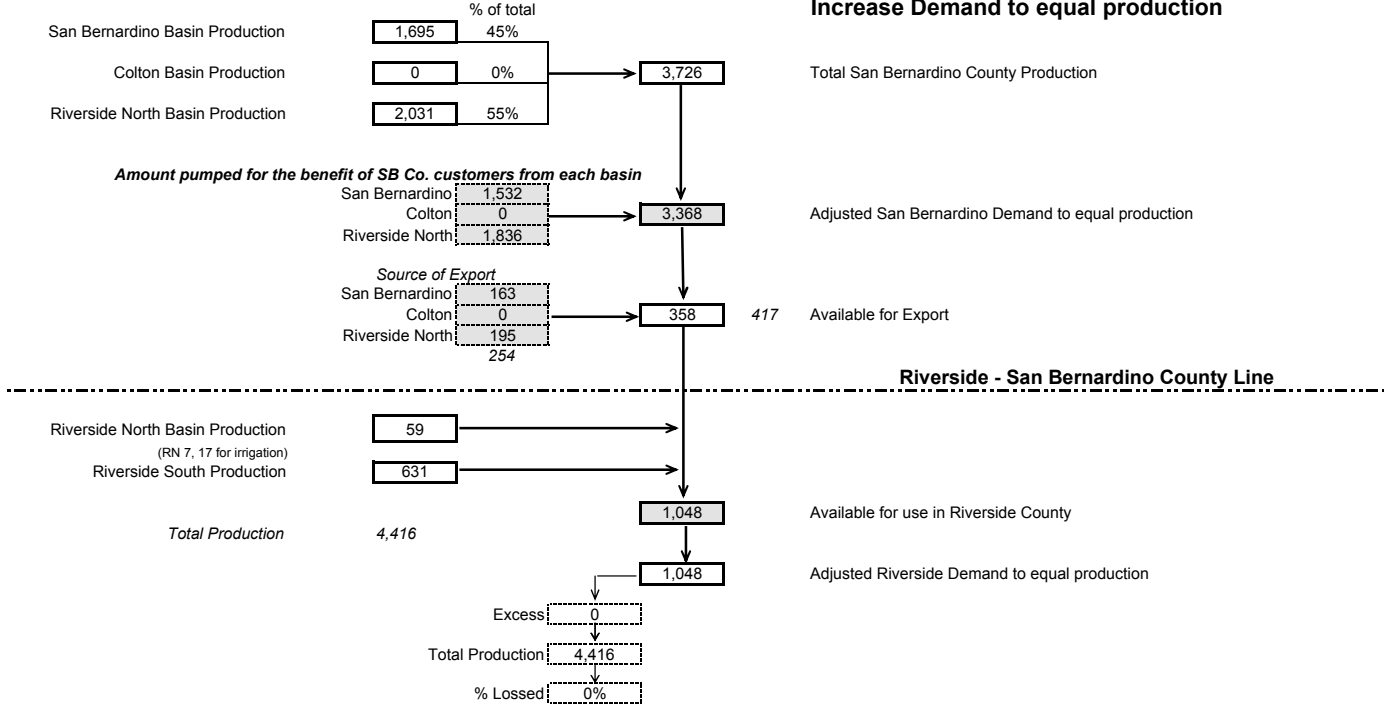 Increase Demand to equal production
% of total
San Bernardino Basin Production 1,695 45%
Colton Basin Production 0 0% 3,726 Total San Bernardino County Production
Riverside North Basin Production 2,031 55%
Amount pumped for the benefit of SB Co. customers from each basin
San Bernardino 1,532
Colton 0 3,368 Adjusted San Bernardino Demand to equal production
Riverside North 1,836
Source of Export
San Bernardino 163
Colton 0 358 417 Available for Export
Riverside North 195
254
Riverside - San Bernardino County Line
Riverside North Basin Production 59
(RN 7, 17 for irrigation)
Riverside South Production 631
1,048 Available for use in Riverside County
Total Production 4,416
1,048 Adjusted Riverside Demand to equal production
Excess 0
Total Production 4,416
% Lossed 0%